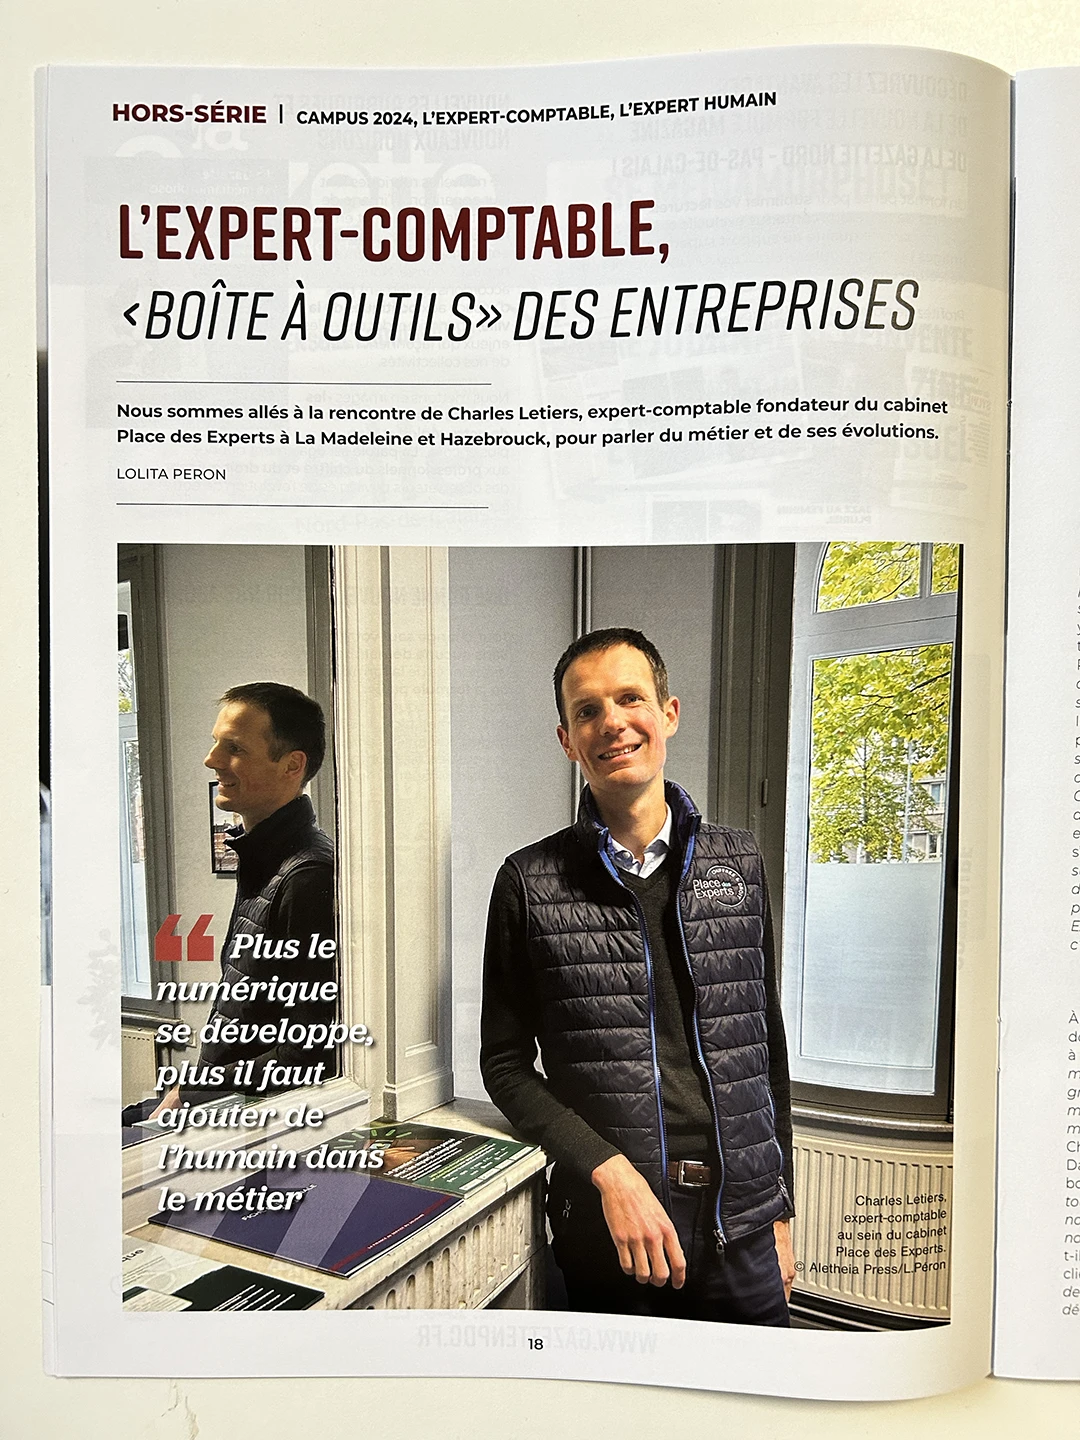 HORS-SÉRIE | CAMPUS 2024, L'EXPERT-COMPTABLE, L'EXPERT HUMAIN
L'EXPERT-COMPTABLE,
‹BOÎTE À OUTILS» DES ENTREPRISES
Nous sommes allés à la rencontre de Charles Letiers, expert-comptable fondateur du cabinet
Place des Experts à La Madeleine et Hazebrouck, pour parler du métier et de ses évolutions.
LOLITA PERON
Place des
Experts
“ Plus le
numérique
se développe,
plus il faut
ajouter de
l'humain dans
le métier
Charles Letiers,
expert-comptable
au sein du cabinet
Place des Experts.
© Aletheia Press/L.Péron
18